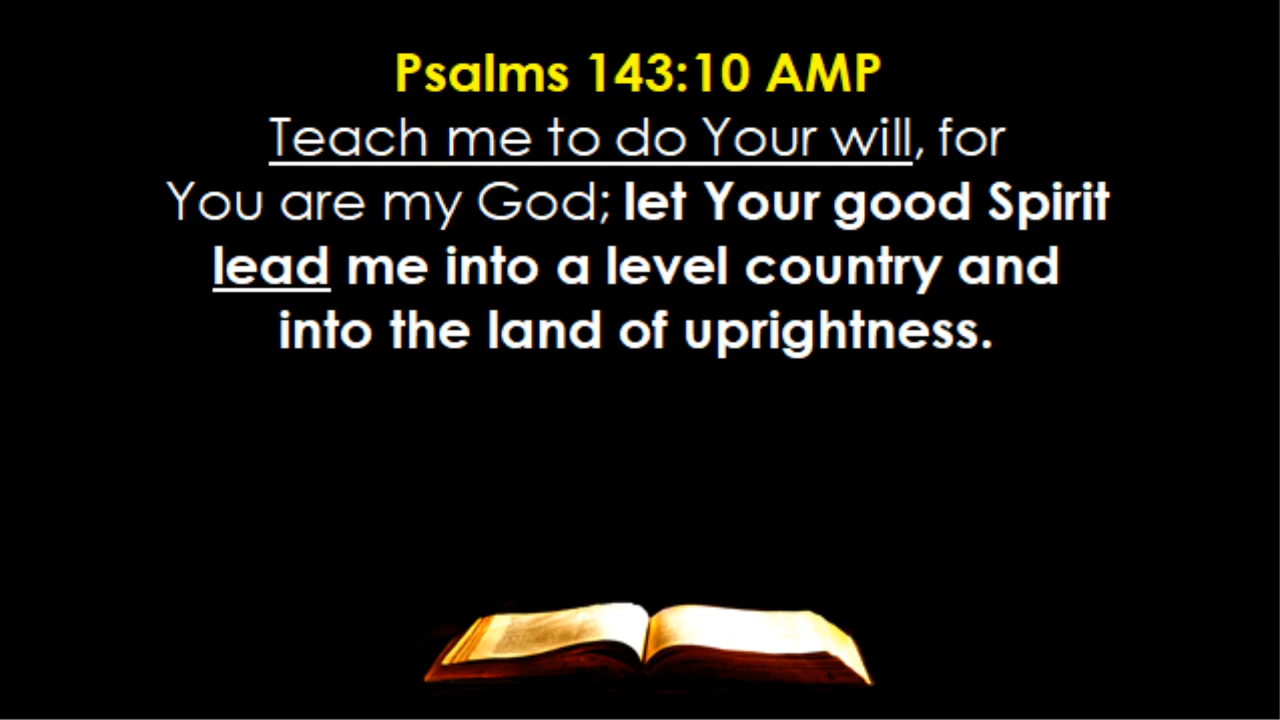 Psalms 143:10 AMP
Teach me to do Your will, for
You are my God; let Your good Spirit
lead me into a level country and
into the land of uprightness.